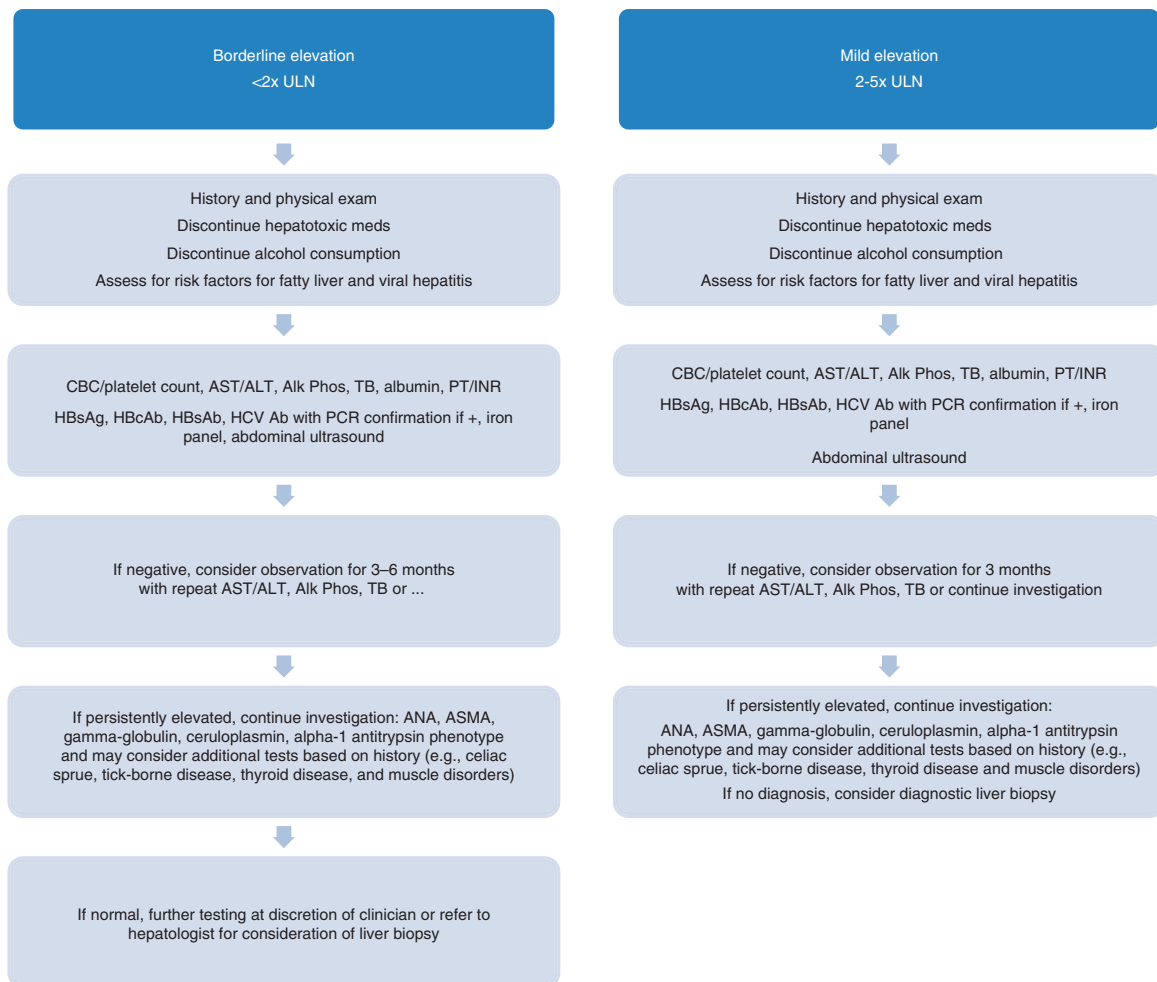 Borderline elevation
<2x ULN
History and physical exam
Discontinue hepatotoxic meds
Discontinue alcohol consumption
Assess for risk factors for fatty liver and viral hepatitis
CBC/platelet count, AST/ALT, Alk Phos, TB, albumin, PT/INR
HBsAg, HBcAb, HBsAb, HCV Ab with PCR confirmation if +, iron
panel, abdominal ultrasound
If negative, consider observation for 3–6 months
with repeat AST/ALT, Alk Phos, TB or ...
If persistently elevated, continue investigation: ANA, ASMA,
gamma-globulin, ceruloplasmin, alpha-1 antitrypsin phenotype
and may consider additional tests based on history (e.g., celiac
sprue, tick-borne disease, thyroid disease, and muscle disorders)
If normal, further testing at discretion of clinician or refer to
hepatologist for consideration of liver biopsy
Mild elevation
2-5x ULN
History and physical exam
Discontinue hepatotoxic meds
Discontinue alcohol consumption
Assess for risk factors for fatty liver and viral hepatitis
CBC/platelet count, AST/ALT, Alk Phos, TB, albumin, PT/INR
HBsAg, HBcAb, HBsAb, HCV Ab with PCR confirmation if +, iron
panel
Abdominal ultrasound
If negative, consider observation for 3 months
with repeat AST/ALT, Alk Phos, TB or continue investigation
If persistently elevated, continue investigation:
ANA, ASMA, gamma-globulin, ceruloplasmin, alpha-1 antitrypsin
phenotype and may consider additional tests based on history (e.g.,
celiac sprue, tick-borne disease, thyroid disease and muscle disorders)
If no diagnosis, consider diagnostic liver biopsy